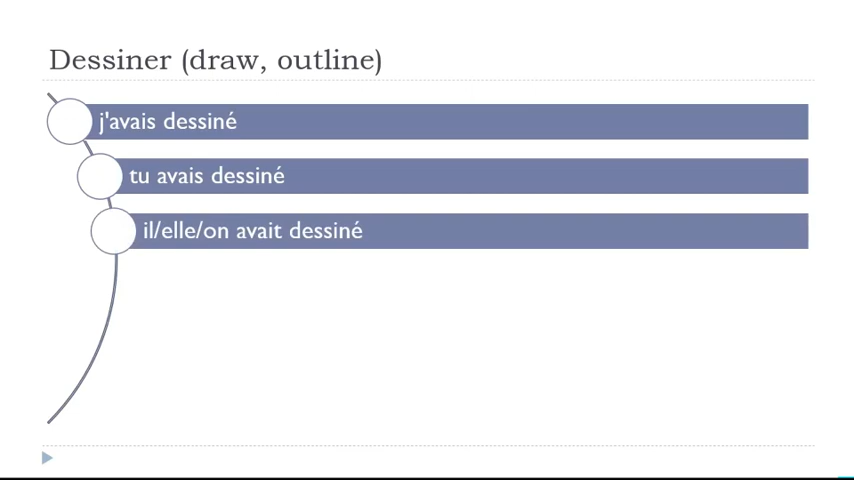 Dessiner (draw, outline)
j'avais dessiné
tu avais dessiné
il/elle/on avait dessiné